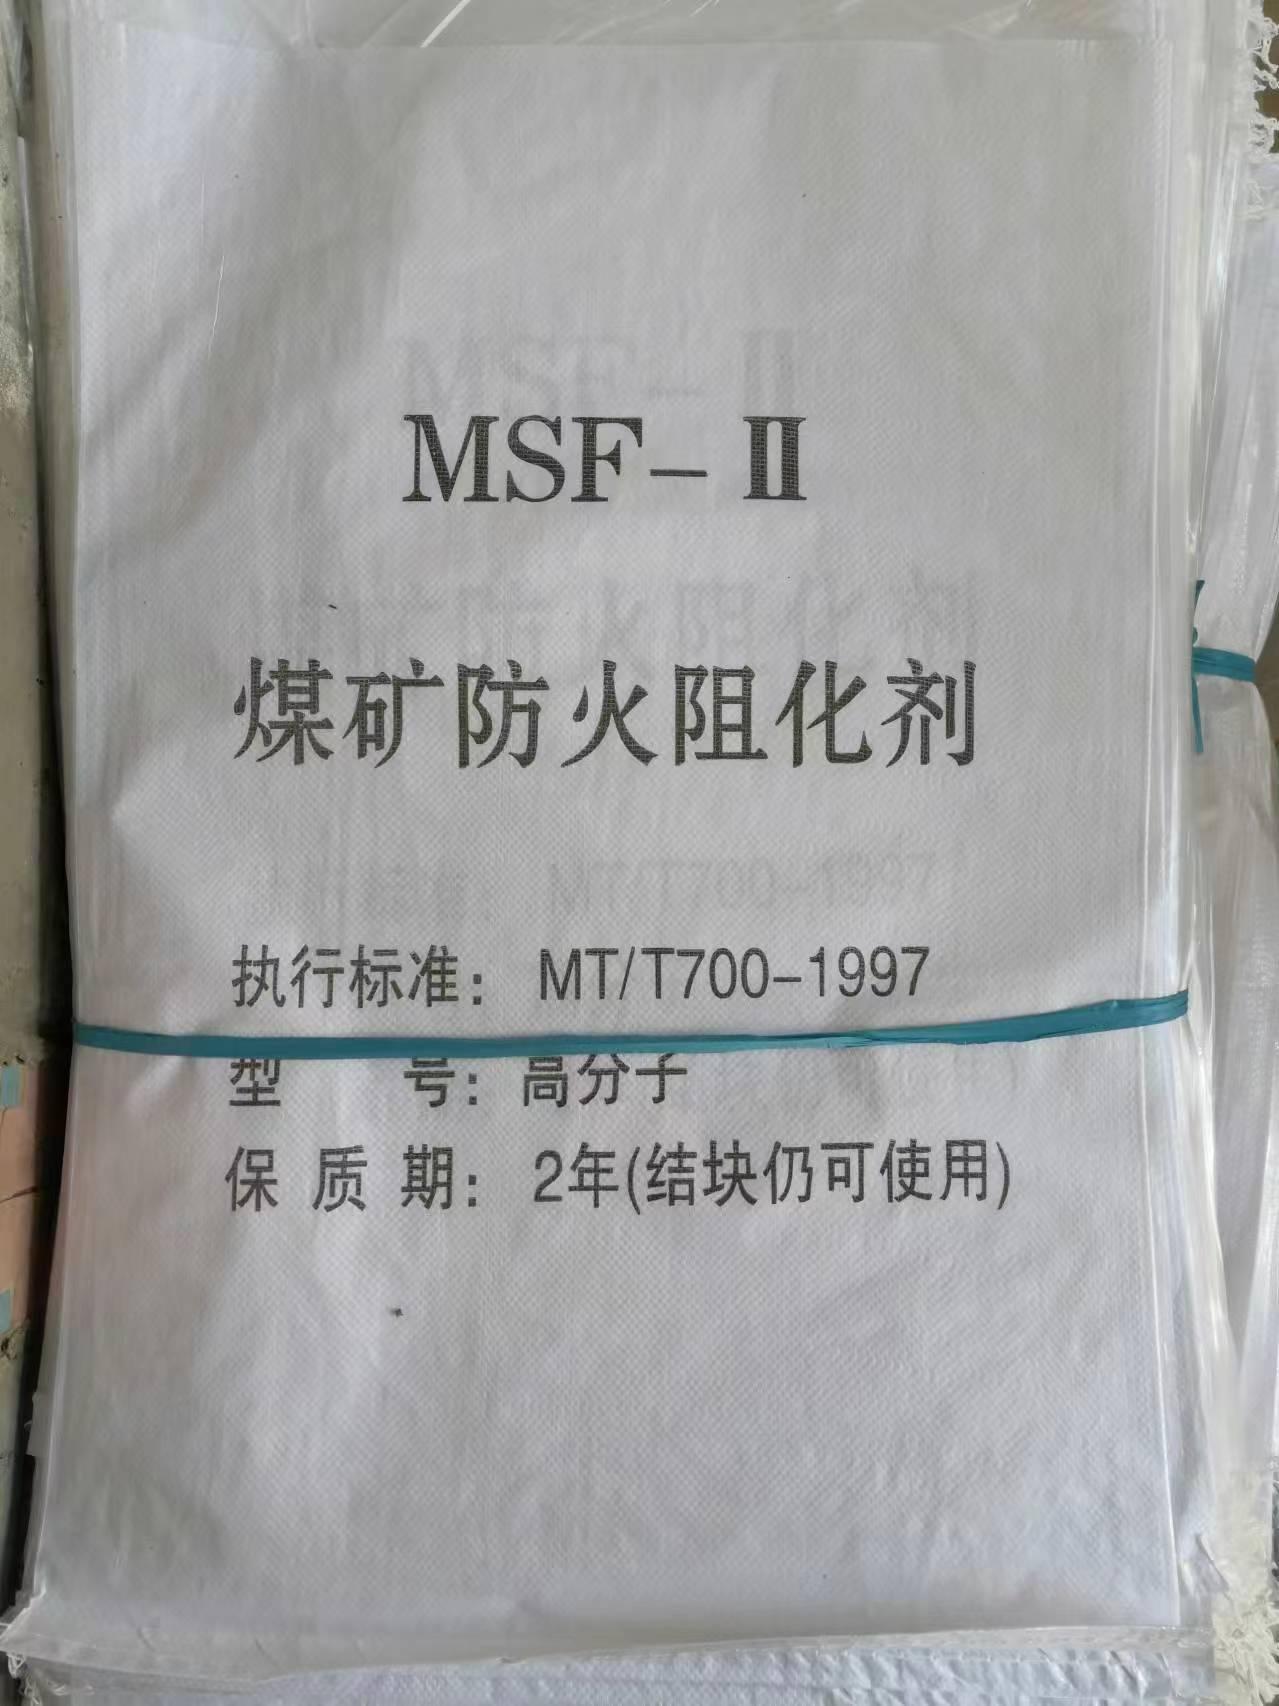 MSF-Ⅱ
煤矿防火阻化剂
执行标准: MT/T700-1997
型 号: 高分子
保 质 期: 2年(结块仍可使用)